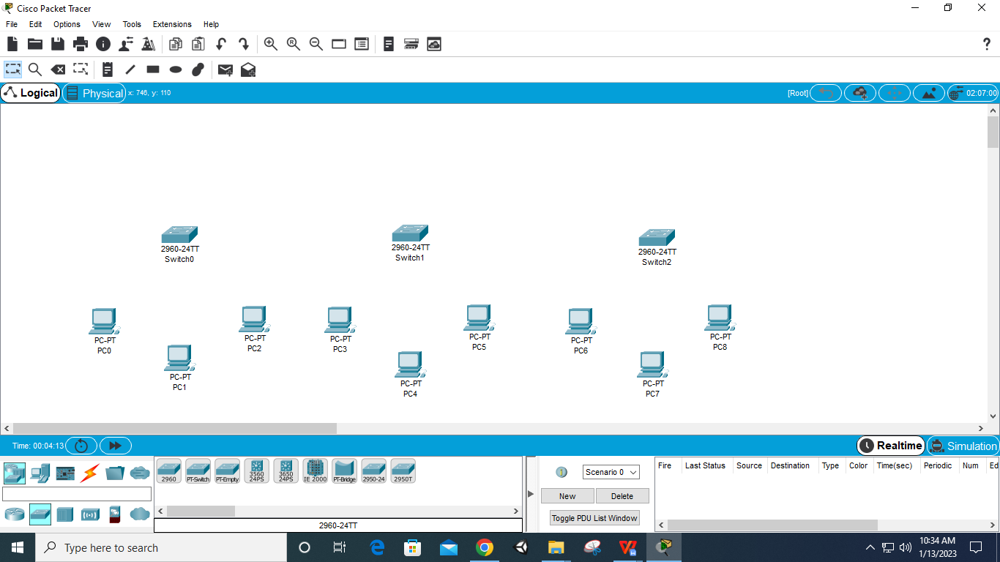 Cisco Packet Tracer
File Edit Options View Tools Extensions Help
R ?
Logical Physical x: 746, y: 110 [Root] 02:07:00
2960-24TT
Switch0
2960-24TT
Switch1
2960-24TT
Switch2
PC-PT
PC0
PC-PT
PC1
PC-PT
PC2
PC-PT
PC3
PC-PT
PC4
PC-PT
PC5
PC-PT
PC6
PC-PT
PC7
PC-PT
PC8
Time: 00:04:13 Realtime Simulation
2960 PT-Switch PT-Empty 3560 24PS 3650 24PS IE 2000 PT-Bridge 2950-24 2950T
2960-24TT
Scenario 0
New Delete
Toggle PDU List Window
Fire Last Status Source Destination Type Color Time(sec) Periodic Num Ed
Type here to search
10:34 AM
1/13/2023